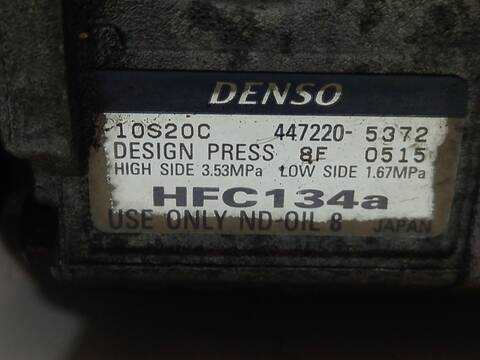 DENSO
10S20C 447220-5372
DESIGN PRESS 8F 0515
HIGH SIDE 3.53MPa LOW SIDE 1.67MPa
HFC134a
USE ONLY ND-OIL 8 JAPAN